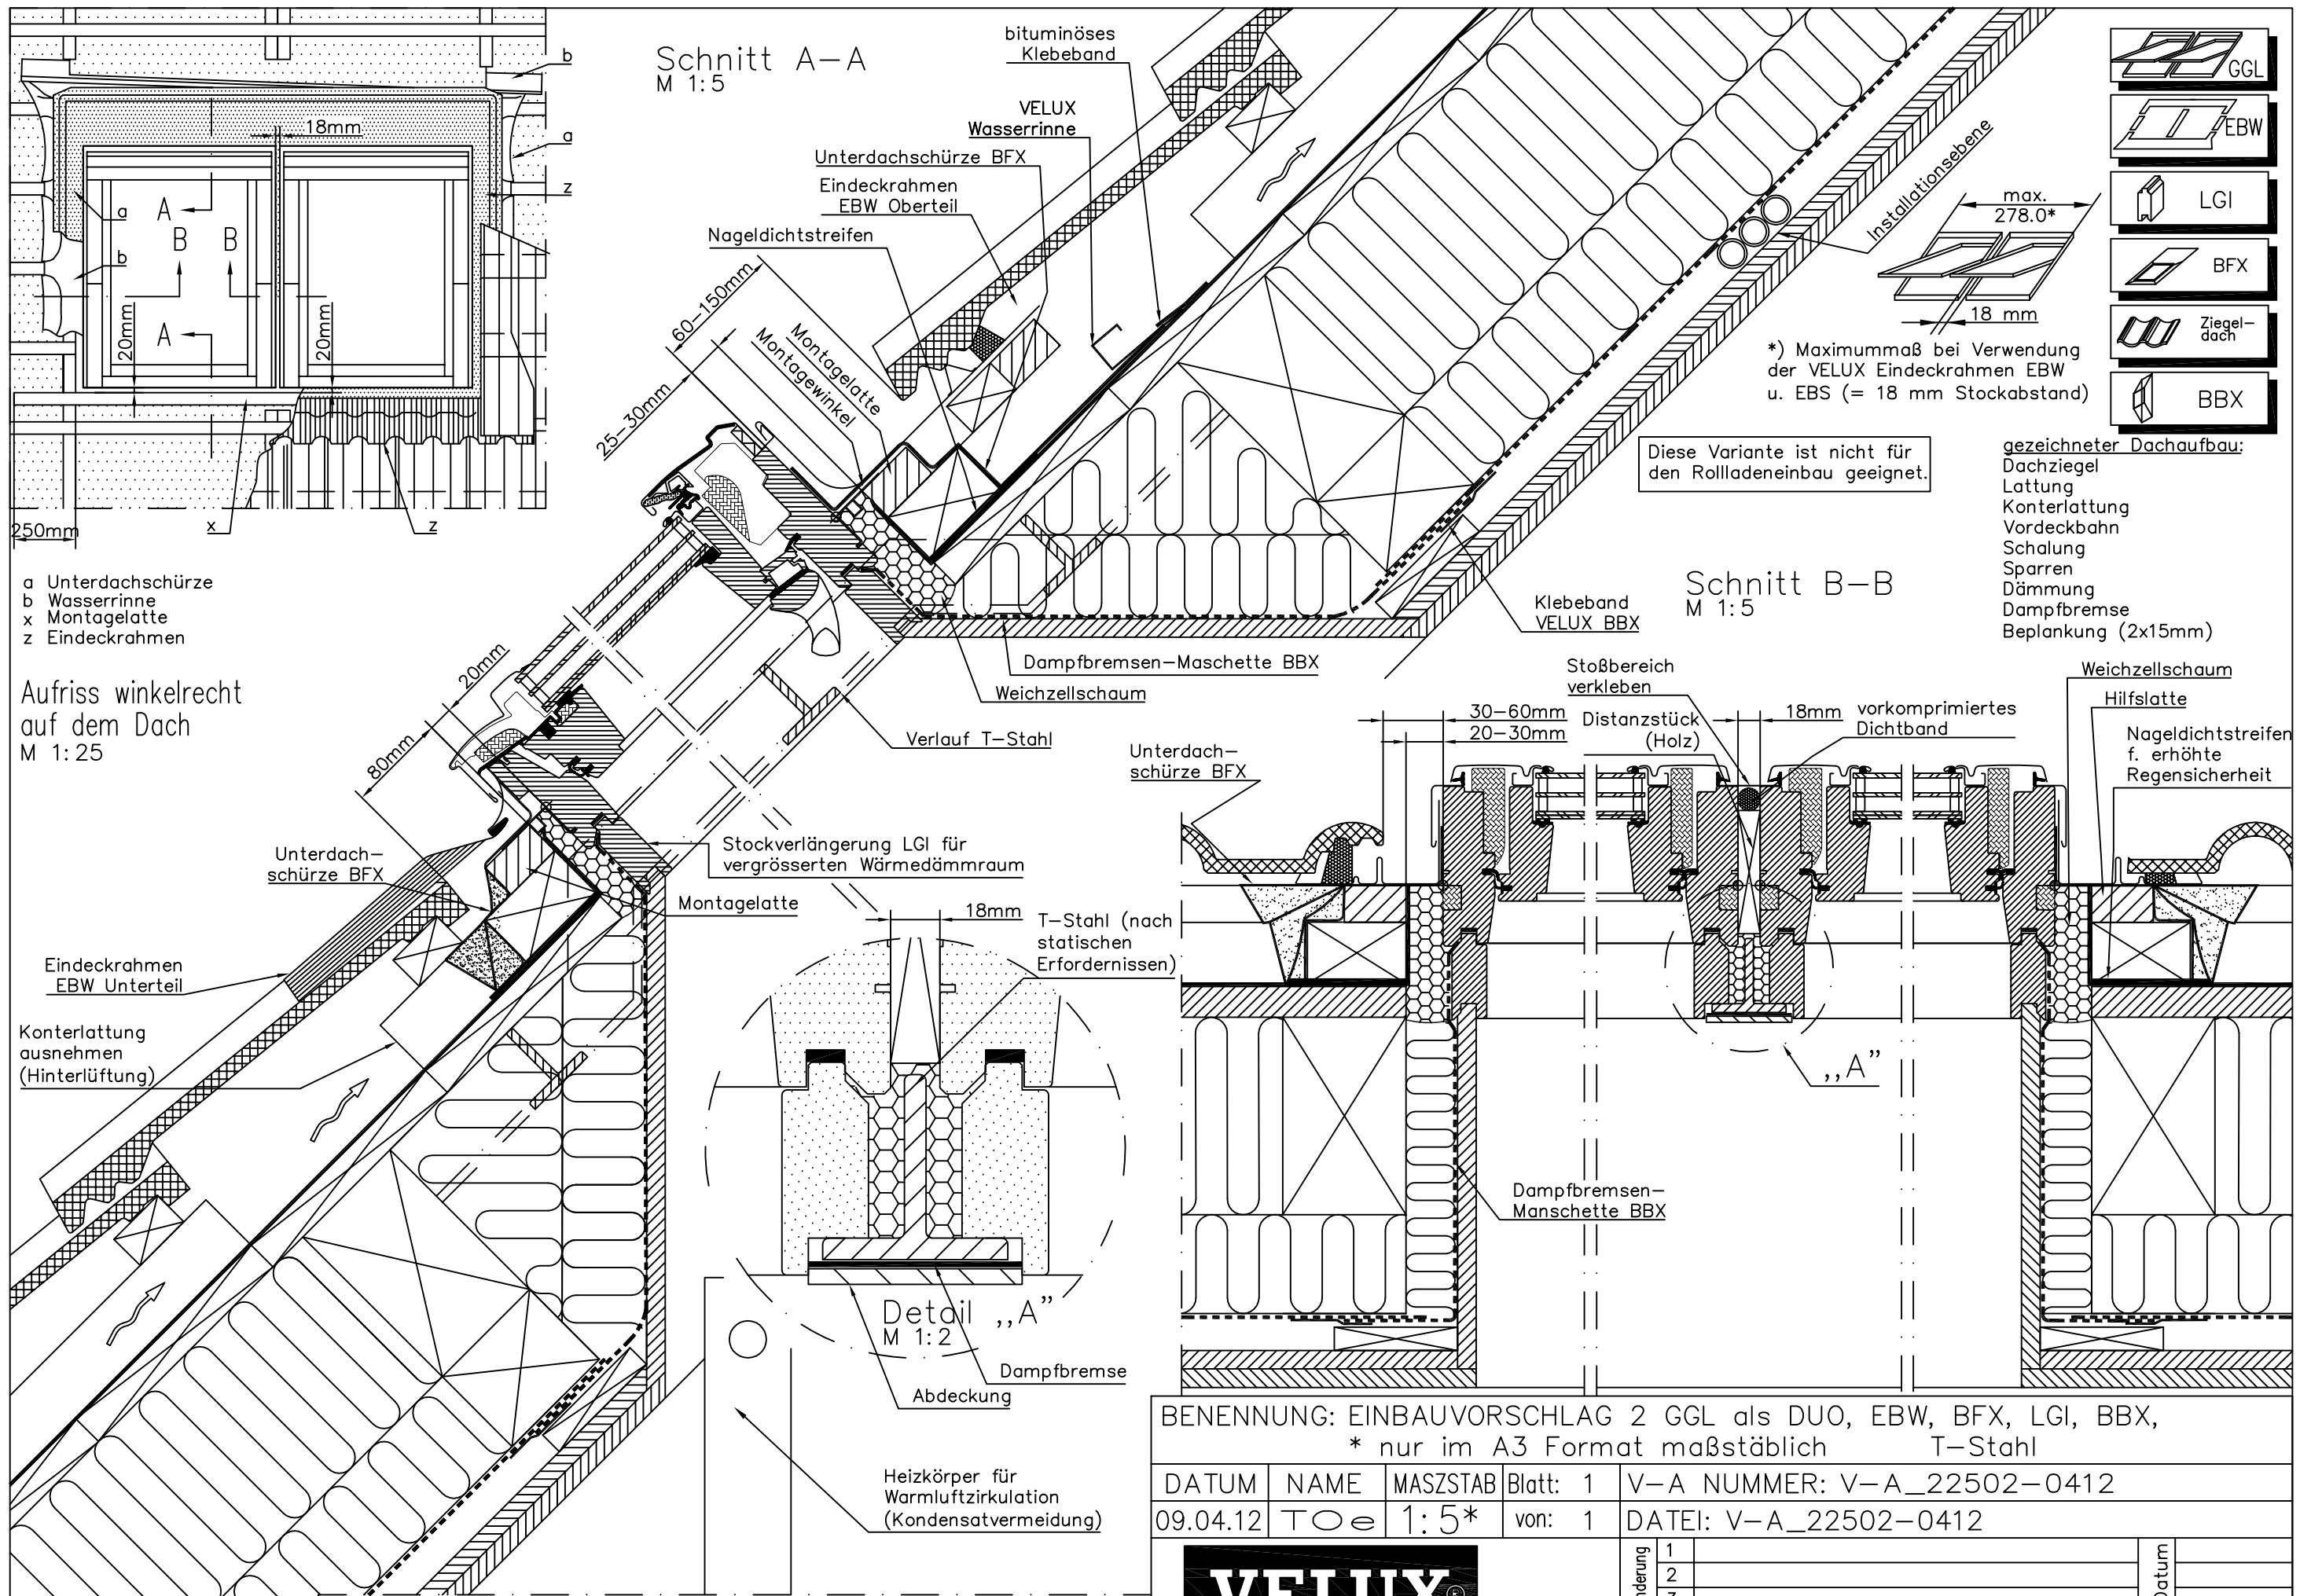 Schnitt A-A
M 1:5
b
a
z
18mm
a
b
A
B
B
A
20mm
20mm
250mm
x
z
a Unterdachschürze
b Wasserrinne
x Montagelatte
z Eindeckrahmen
Aufriss winkelrecht
auf dem Dach
M 1:25
bituminöses
Klebeband
VELUX
Wasserrinne
Unterdachschürze BFX
Eindeckrahmen
EBW Oberteil
Nageldichtstreifen
60-150mm
25-30mm
Montagelatte
Montagewinkel
Installationsebene
max.
278.0*
18 mm
*) Maximummaß bei Verwendung
der VELUX Eindeckrahmen EBW
u. EBS (= 18 mm Stockabstand)
Diese Variante ist nicht für
den Rollladeneinbau geeignet.
GGL
EBW
LGI
BFX
Ziegel-
dach
BBX
gezeichneter Dachaufbau:
Dachziegel
Lattung
Konterlattung
Vordeckbahn
Schalung
Sparren
Dämmung
Dampfbremse
Beplankung (2x15mm)
Klebeband
VELUX BBX
Dampfbremsen-Maschette BBX
Weichzellschaum
Verlauf T-Stahl
20mm
80mm
Stockverlängerung LGI für
vergrösserten Wärmedämmraum
Montagelatte
Unterdach-
schürze BFX
Eindeckrahmen
EBW Unterteil
Konterlattung
ausnehmen
(Hinterlüftung)
Schnitt B-B
M 1:5
Stoßbereich
verkleben
30-60mm
20-30mm
Distanzstück
(Holz)
18mm
vorkomprimiertes
Dichtband
Weichzellschaum
Hilfslatte
Nageldichtstreifen
f. erhöhte
Regensicherheit
Unterdach-
schürze BFX
,,A”
Dampfbremsen-
Manschette BBX
18mm
T-Stahl (nach
statischen
Erfordernissen)
Detail ,,A”
M 1:2
Dampfbremse
Abdeckung
Heizkörper für
Warmluftzirkulation
(Kondensatvermeidung)
BENENNUNG: EINBAUVORSCHLAG 2 GGL als DUO, EBW, BFX, LGI, BBX,
* nur im A3 Format maßstäblich T-Stahl
DATUM NAME MASZSTAB Blatt: 1 V-A NUMMER: V-A_22502-0412
09.04.12 TOe 1:5* von: 1 DATEI: V-A_22502-0412
VELUX®
1
2
Datum